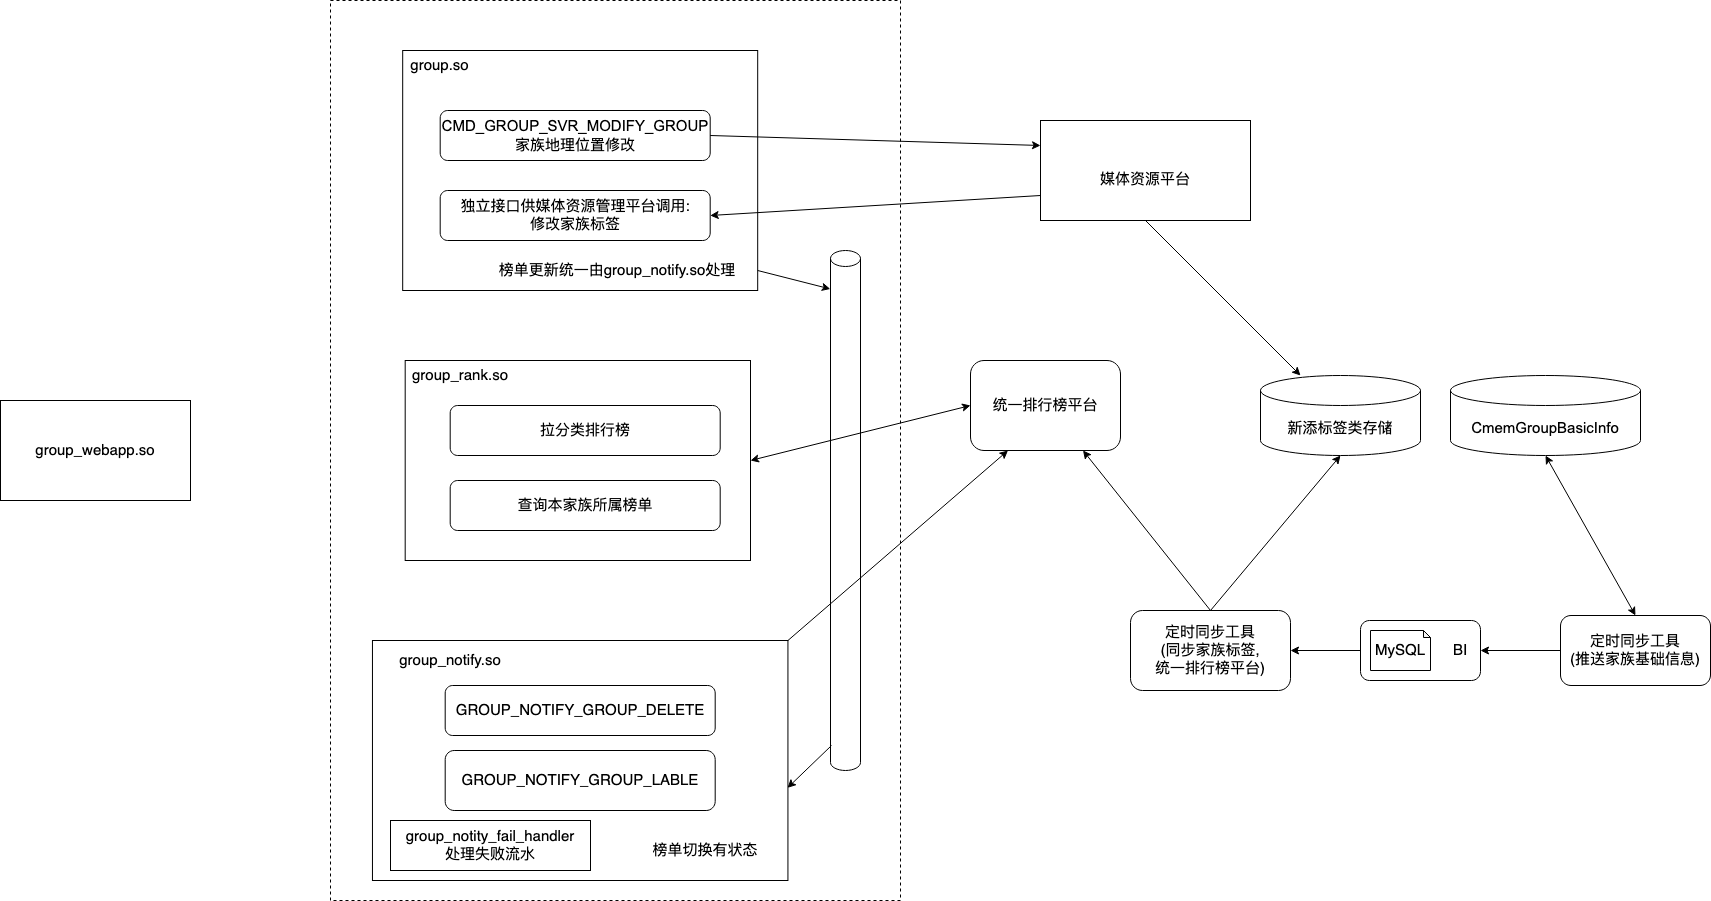 group.so
CMD_GROUP_SVR_MODIFY_GROUP
家族地理位置修改
独立接口供媒体资源管理平台调用:
修改家族标签
榜单更新统一由group_notify.so处理
媒体资源平台
group_rank.so
拉分类排行榜
查询本家族所属榜单
统一排行榜平台
新添标签类存储
CmemGroupBasicInfo
group_webapp.so
group_notify.so
GROUP_NOTIFY_GROUP_DELETE
GROUP_NOTIFY_GROUP_LABLE
group_notity_fail_handler
处理失败流水
榜单切换有状态
定时同步工具
(同步家族标签,
统一排行榜平台)
MySQL
BI
定时同步工具
(推送家族基础信息)